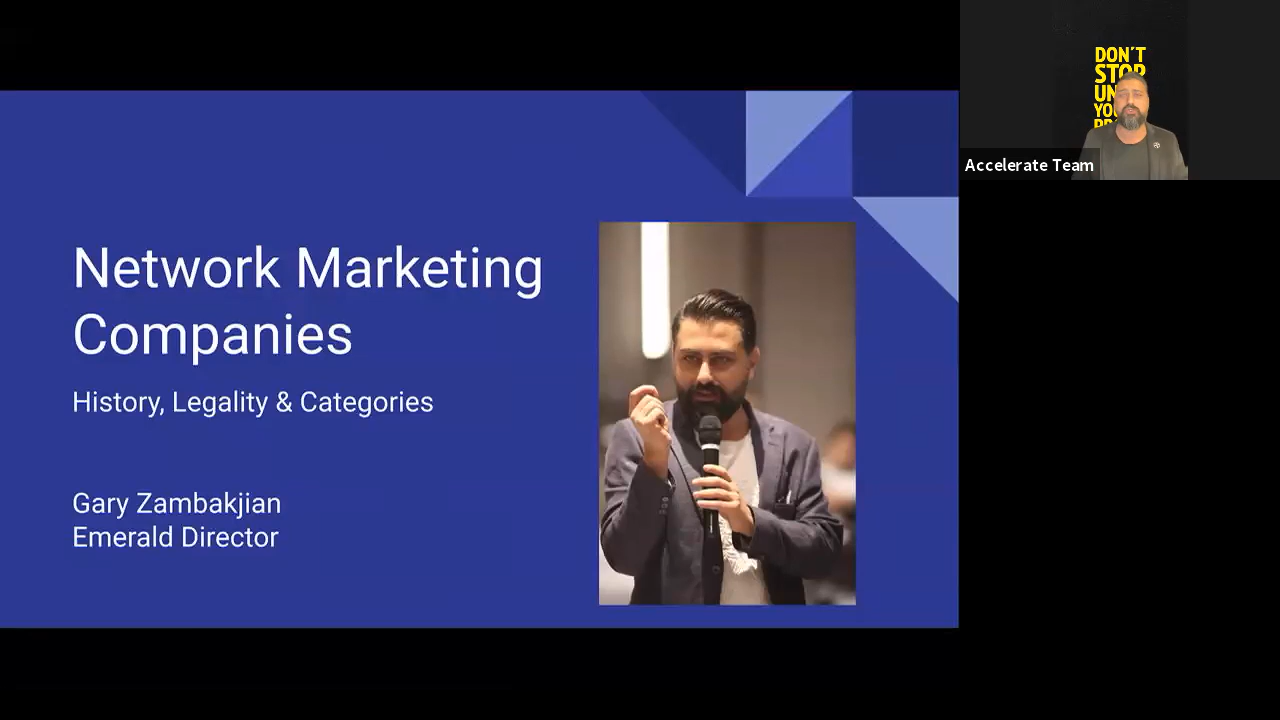 Network Marketing
Companies
History, Legality & Categories
Gary Zambakjian
Emerald Director
DON'T
STOP
Accelerate Team